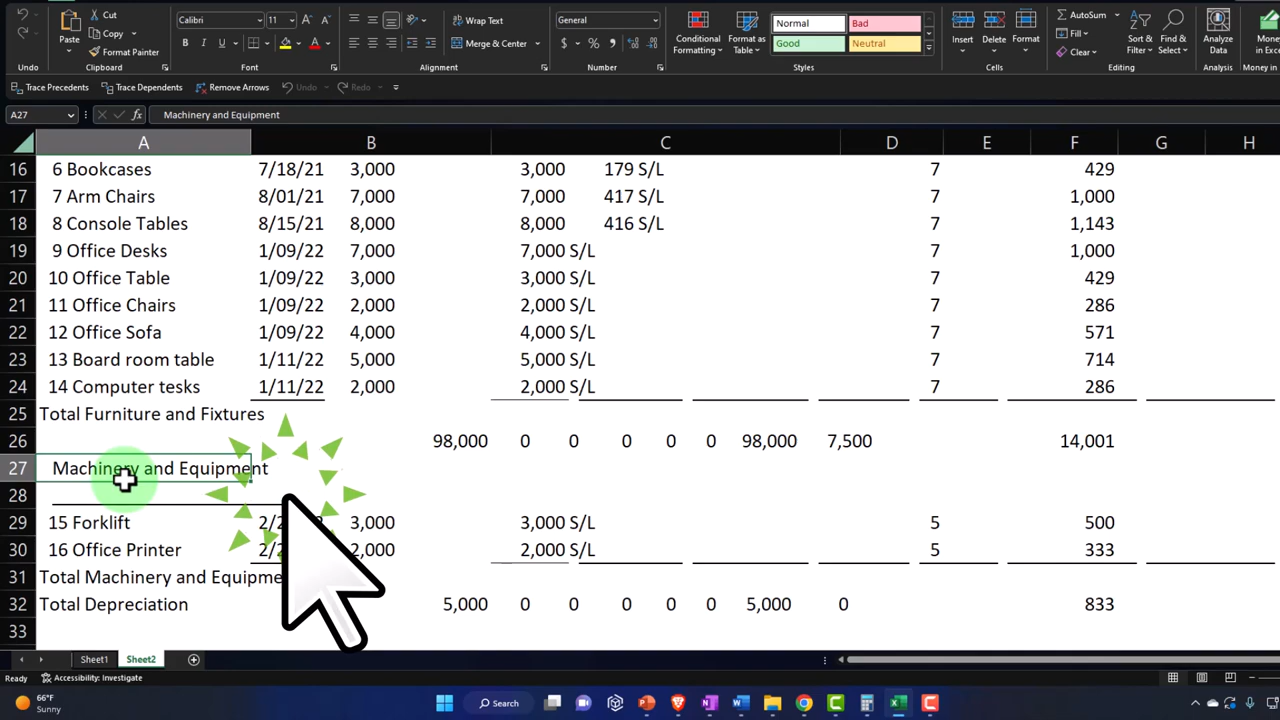 Cut
Copy
Paste
Format Painter
Undo
Clipboard
Calibri 11
B I U
Font
Wrap Text
Merge & Center
Alignment
General
$ % 9
Number
Conditional Formatting
Format as Table
Normal Bad
Good Neutral
Styles
Insert Delete Format
Cells
AutoSum
Fill
Clear
Sort & Filter
Find & Select
Editing
Analyze Data
Analysis
Money in Excel
Money in
Trace Precedents Trace Dependents Remove Arrows Undo Redo
A27 fx Machinery and Equipment
A B C D E F G H
16 6 Bookcases 7/18/21 3,000 3,000 179 S/L 7 429
17 7 Arm Chairs 8/01/21 7,000 7,000 417 S/L 7 1,000
18 8 Console Tables 8/15/21 8,000 8,000 416 S/L 7 1,143
19 9 Office Desks 1/09/22 7,000 7,000 S/L 7 1,000
20 10 Office Table 1/09/22 3,000 3,000 S/L 7 429
21 11 Office Chairs 1/09/22 2,000 2,000 S/L 7 286
22 12 Office Sofa 1/09/22 4,000 4,000 S/L 7 571
23 13 Board room table 1/11/22 5,000 5,000 S/L 7 714
24 14 Computer tesks 1/11/22 2,000 2,000 S/L 7 286
25 Total Furniture and Fixtures
26 98,000 0 0 0 0 0 98,000 7,500 14,001
27 Machinery and Equipment
28
29 15 Forklift 3,000 3,000 S/L 5 500
30 16 Office Printer 2,000 2,000 S/L 5 333
31 Total Machinery and Equipme
32 Total Depreciation 5,000 0 0 0 0 0 5,000 0 833
33
Sheet1 Sheet2
Ready Accessibility: Investigate
66°F
Sunny
Search